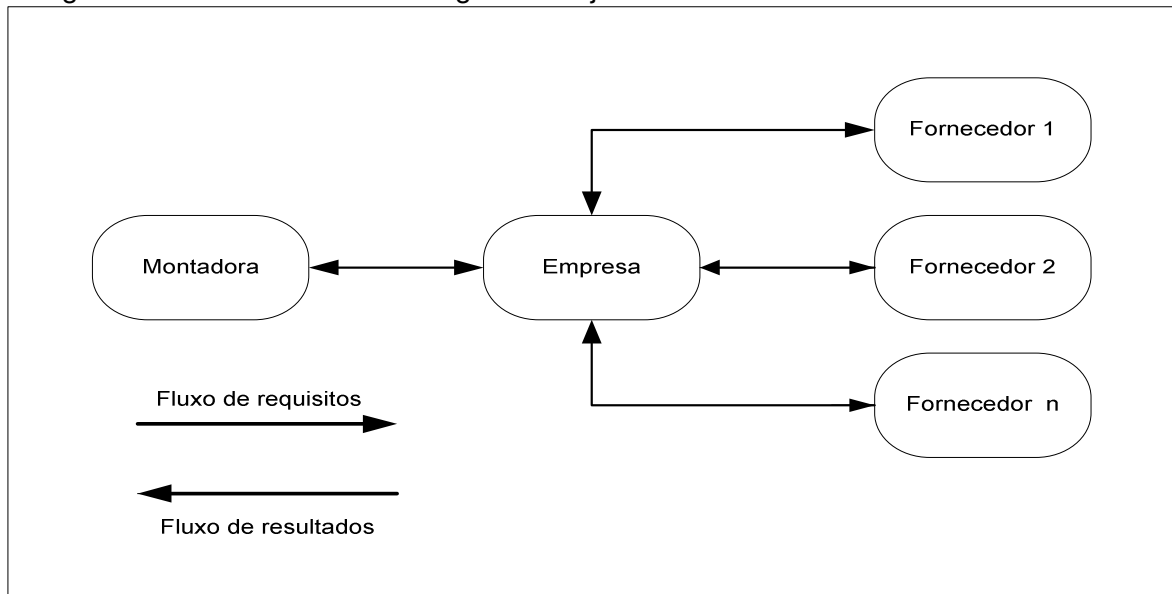 Fornecedor 1
Montadora
Empresa
Fornecedor 2
Fornecedor n
Fluxo de requisitos
Fluxo de resultados